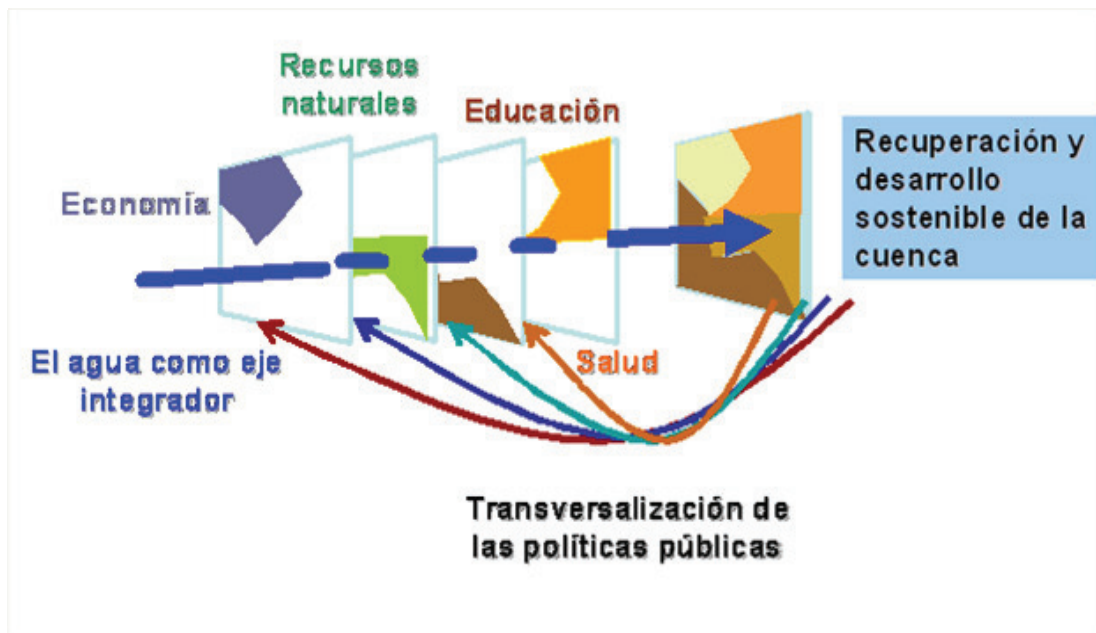 Recursos
naturales
Educación
Economía
Recuperación y
desarrollo
sostenible de la
cuenca
El agua como eje
integrador
Salud
Transversalización de
las políticas públicas